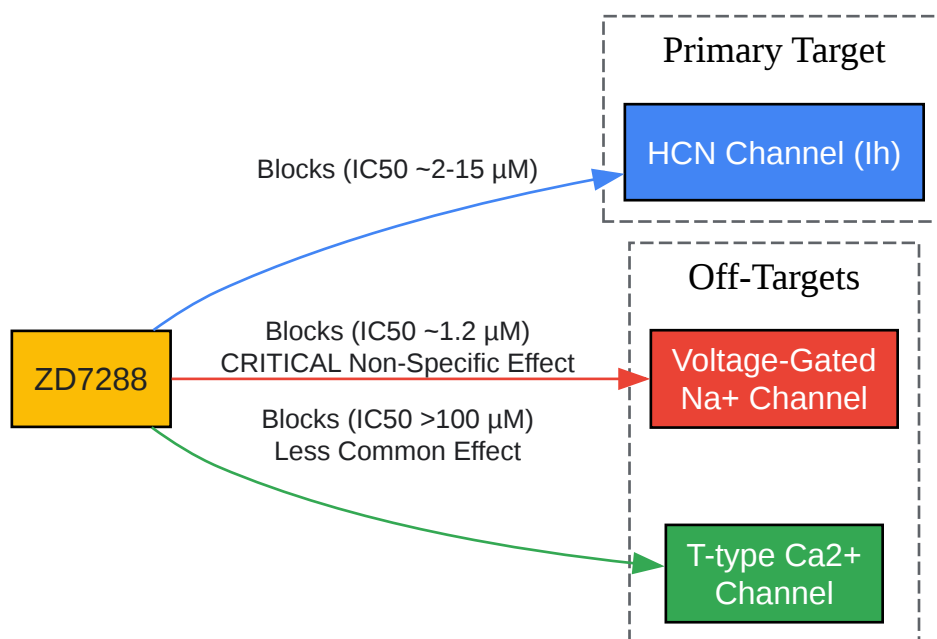 Primary Target
HCN Channel (Ih)
Blocks (IC50 ~2-15 µM)
Off-Targets
Blocks (IC50 ~1.2 µM)
CRITICAL Non-Specific Effect
Voltage-Gated
Na+ Channel
ZD7288
Blocks (IC50 >100 µM)
Less Common Effect
T-type Ca2+
Channel